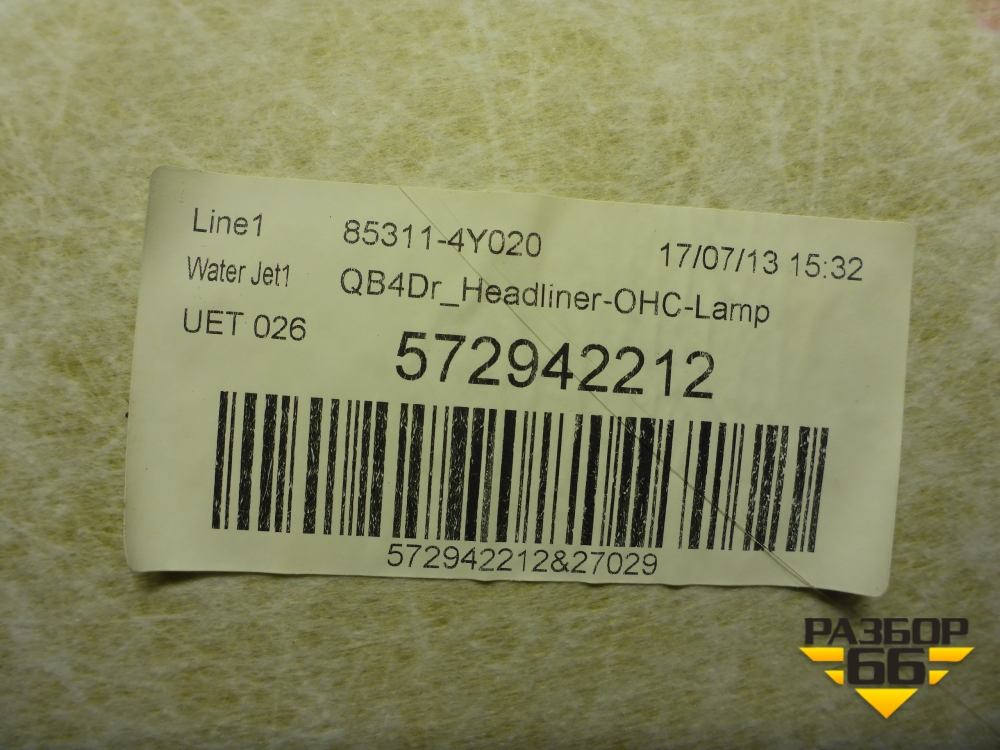 Line1 85311-4Y020 17/07/13 15:32
Water Jet1 QB4Dr_Headliner-OHC-Lamp
UET 026
572942212
572942212&27029
РАЗБОР
66